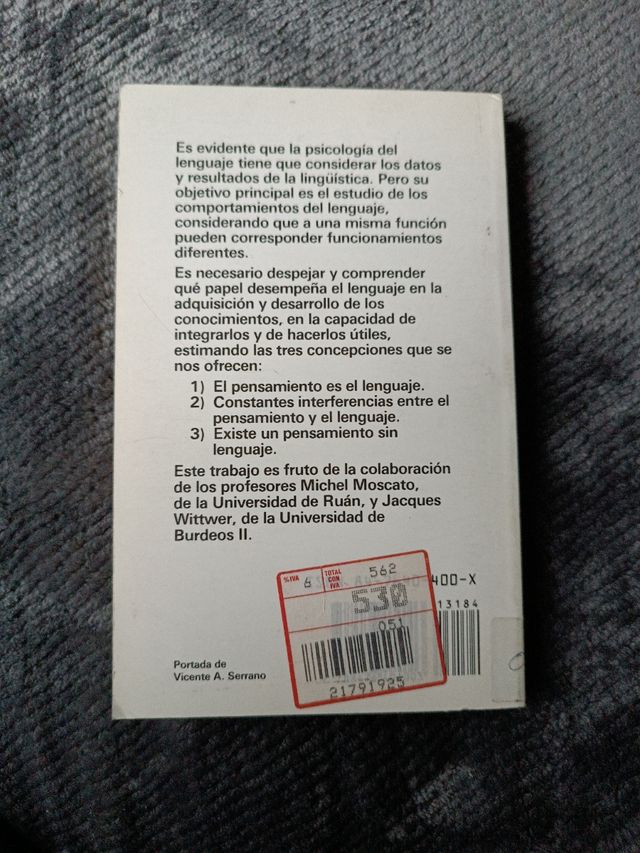 Es evidente que la psicología del
lenguaje tiene que considerar los datos
y resultados de la lingüística. Pero su
objetivo principal es el estudio de los
comportamientos del lenguaje,
considerando que a una misma función
pueden corresponder funcionamientos
diferentes.
Es necesario despejar y comprender
qué papel desempeña el lenguaje en la
adquisición y desarrollo de los
conocimientos, en la capacidad de
integrarlos y de hacerlos útiles,
estimando las tres concepciones que se
nos ofrecen:
1) El pensamiento es el lenguaje.
2) Constantes interferencias entre el
pensamiento y el lenguaje.
3) Existe un pensamiento sin
lenguaje.
Este trabajo es fruto de la colaboración
de los profesores Michel Moscato,
de la Universidad de Ruán, y Jacques
Wittwer, de la Universidad de
Burdeos II.
400-X
13184
% IVA 6 TOTAL CON IVA 562
530
051
21791925
Portada de
Vicente A. Serrano